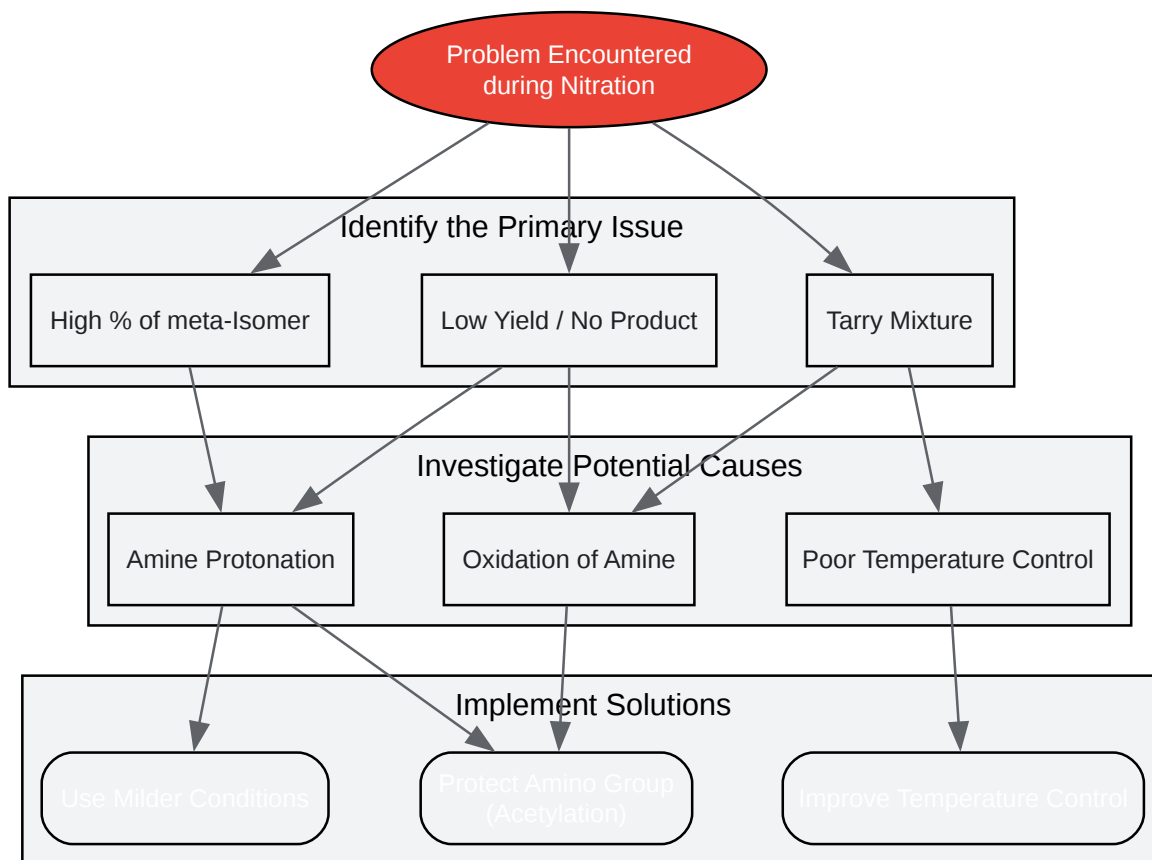 Problem Encountered
during Nitration
Identify the Primary Issue
High % of meta-Isomer
Low Yield / No Product
Tarry Mixture
Investigate Potential Causes
Amine Protonation
Oxidation of Amine
Poor Temperature Control
Implement Solutions
Use Milder Conditions
Protect Amino Group
(Acetylation)
Improve Temperature Control